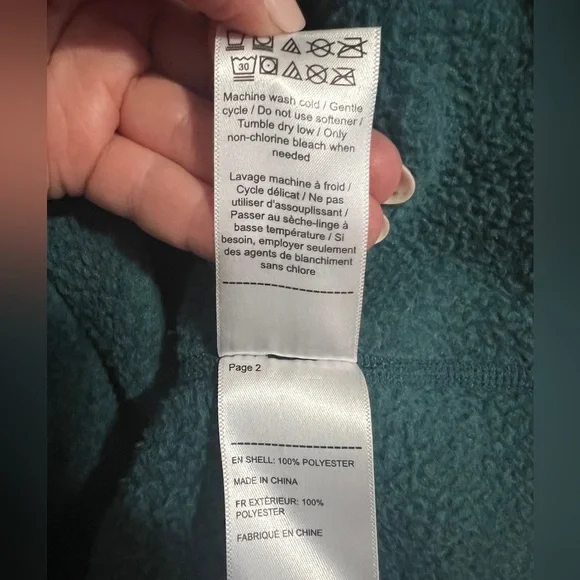 30
Machine wash cold / Gentle
cycle / Do not use softener /
Tumble dry low / Only
non-chlorine bleach when
needed
Lavage machine à froid /
Cycle délicat / Ne pas
utiliser d'assouplissant /
Passer au sèche-linge à
basse température / Si
besoin, employer seulement
des agents de blanchiment
sans chlore
Page 2
EN SHELL: 100% POLYESTER
MADE IN CHINA
FR EXTÉRIEUR: 100%
POLYESTER
FABRIQUÉ EN CHINE